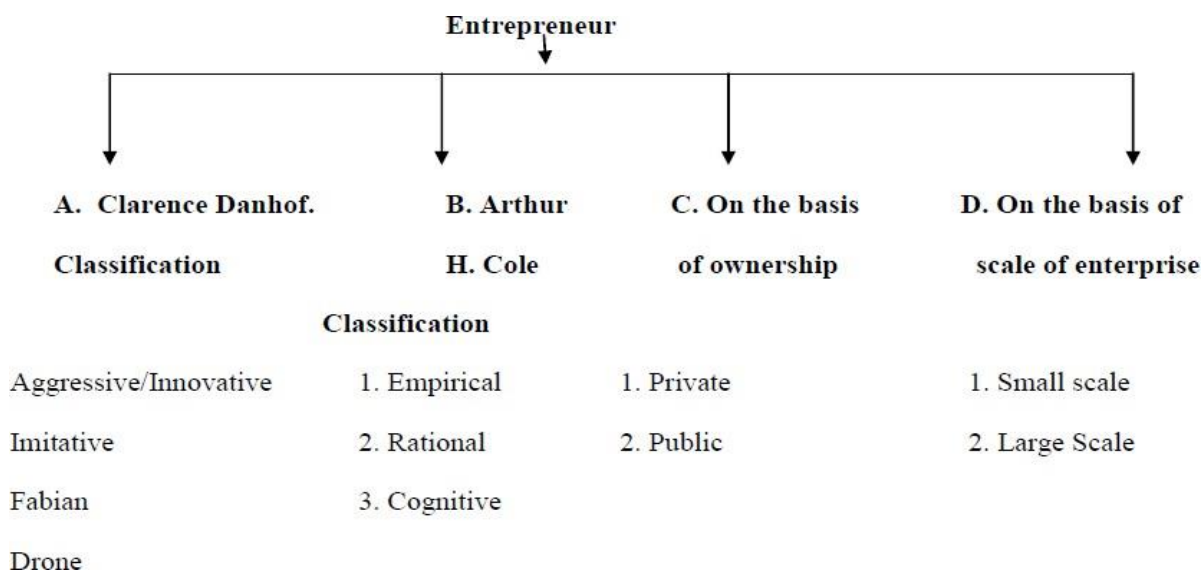 Entrepreneur
A. Clarence Danhof.
Classification
B. Arthur
H. Cole
Classification
C. On the basis
of ownership
D. On the basis of
scale of enterprise
Aggressive/Innovative
Imitative
Fabian
Drone
1. Empirical
2. Rational
3. Cognitive
1. Private
2. Public
1. Small scale
2. Large Scale